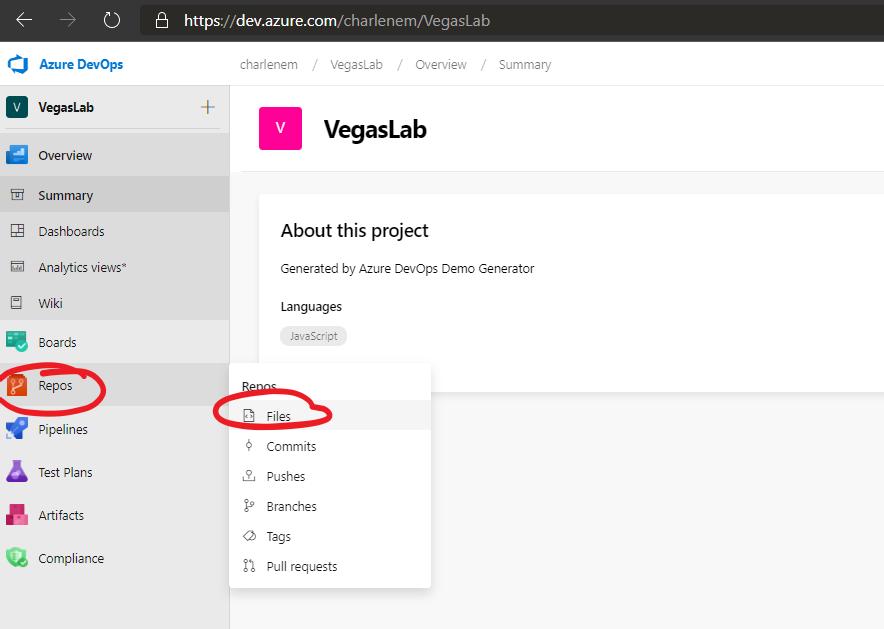 https://dev.azure.com/charlenem/VegasLab
Azure DevOps
charlenem / VegasLab / Overview / Summary
V VegasLab +
V VegasLab
Overview
Summary
Dashboards
Analytics views*
Wiki
Boards
Repos
Pipelines
Test Plans
Artifacts
Compliance
About this project
Generated by Azure DevOps Demo Generator
Languages
JavaScript
Repos
Files
Commits
Pushes
Branches
Tags
Pull requests